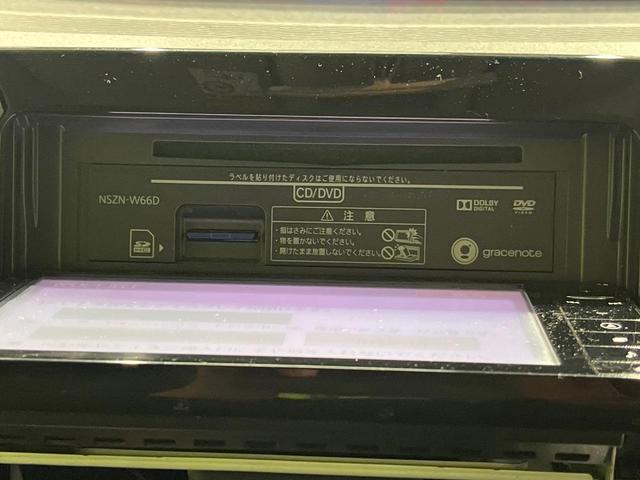 ラベルを貼り付けたディスクはご使用にならないでください。
CD/DVD
NSZN-W66D
注 意
・指はさみにご注意ください。
・物を置かないでください。
・開けたまま放置しないでください。
DOLBY
DIGITAL
DVD
VIDEO
SD
HC
gracenote